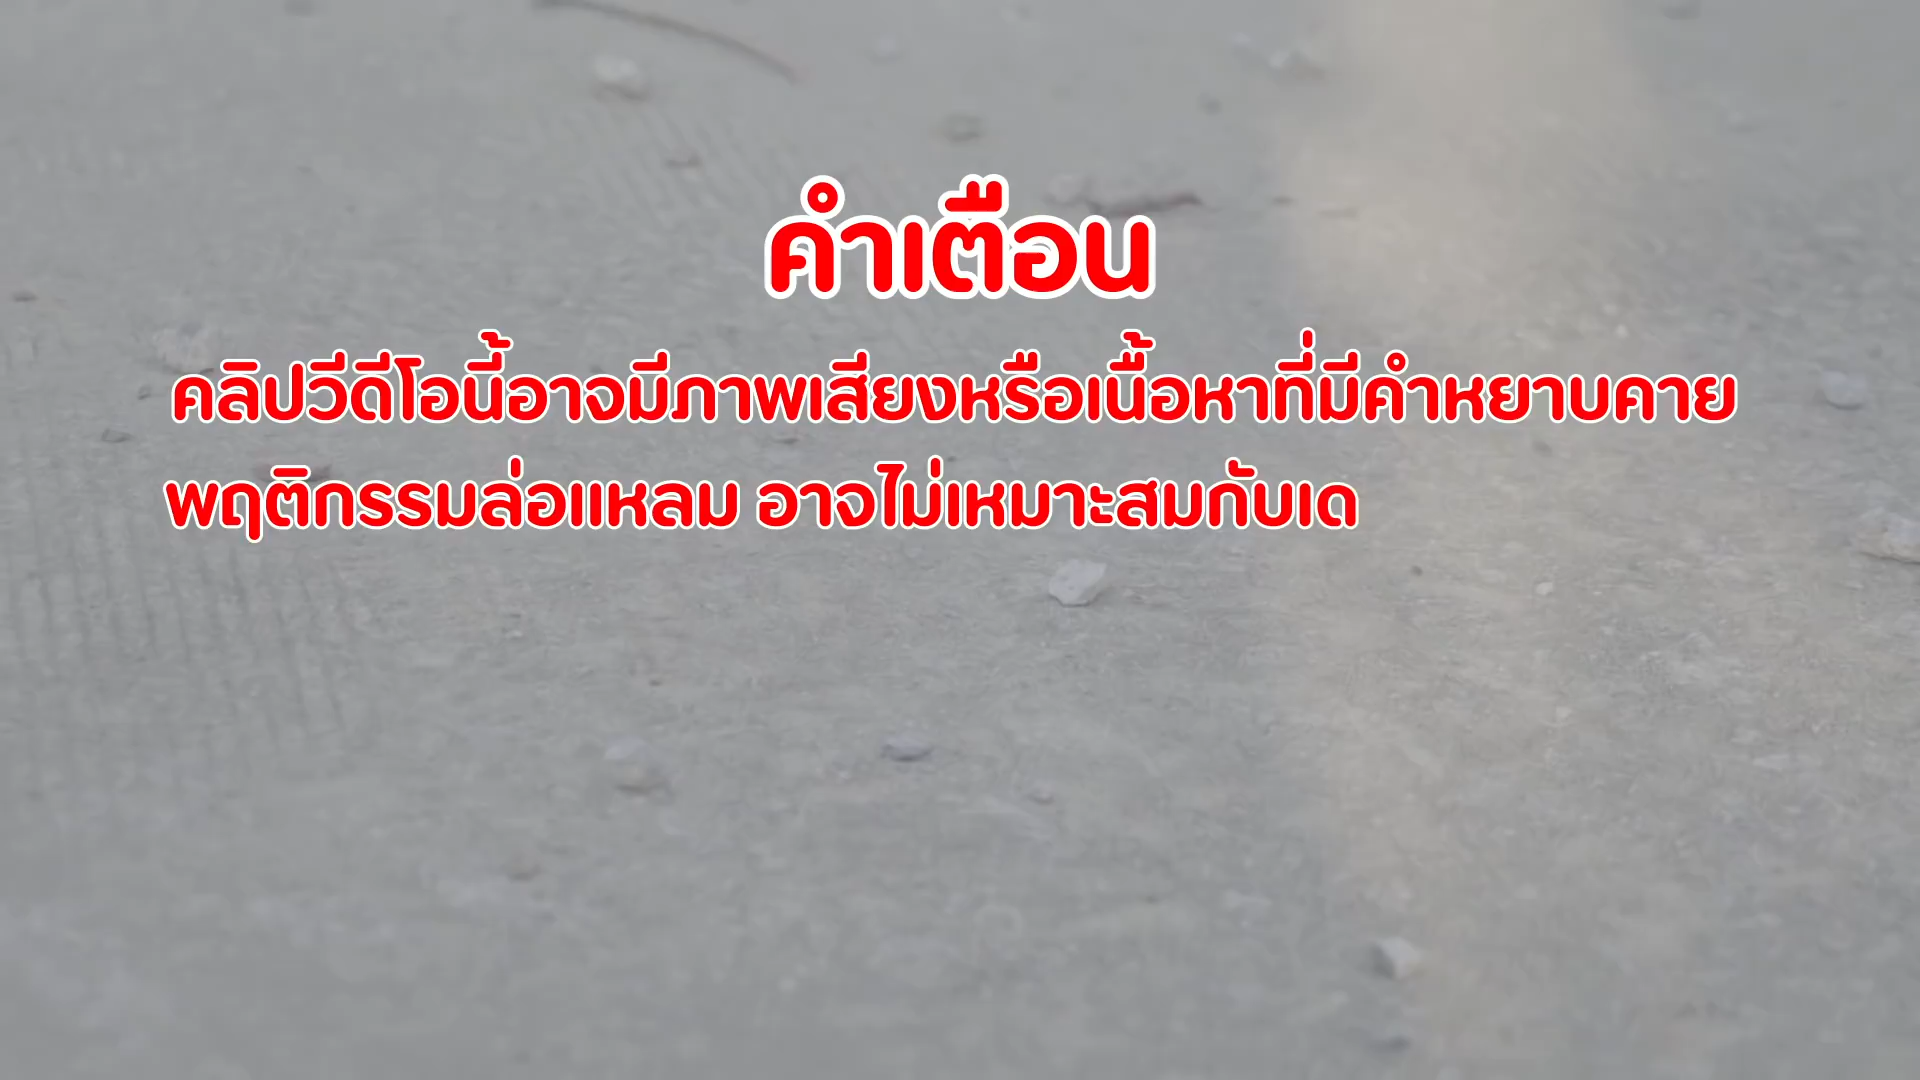 คำเตือน
คลิปวีดีโอนี้อาจมีภาพเสียงหรือเนื้อหาที่มีคำหยาบคาย
พฤติกรรมล่อแหลม อาจไม่เหมาะสมกับเด